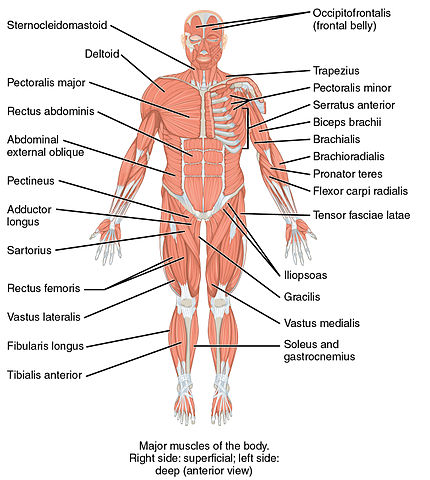 Sternocleidomastoid
Deltoid
Pectoralis major
Rectus abdominis
Abdominal
external oblique
Pectineus
Adductor
longus
Sartorius
Rectus femoris
Vastus lateralis
Fibularis longus
Tibialis anterior
Occipitofrontalis
(frontal belly)
Trapezius
Pectoralis minor
Serratus anterior
Biceps brachii
Brachialis
Brachioradialis
Pronator teres
Flexor carpi radialis
Tensor fasciae latae
Iliopsoas
Gracilis
Vastus medialis
Soleus and
gastrocnemius
Major muscles of the body.
Right side: superficial; left side:
deep (anterior view)